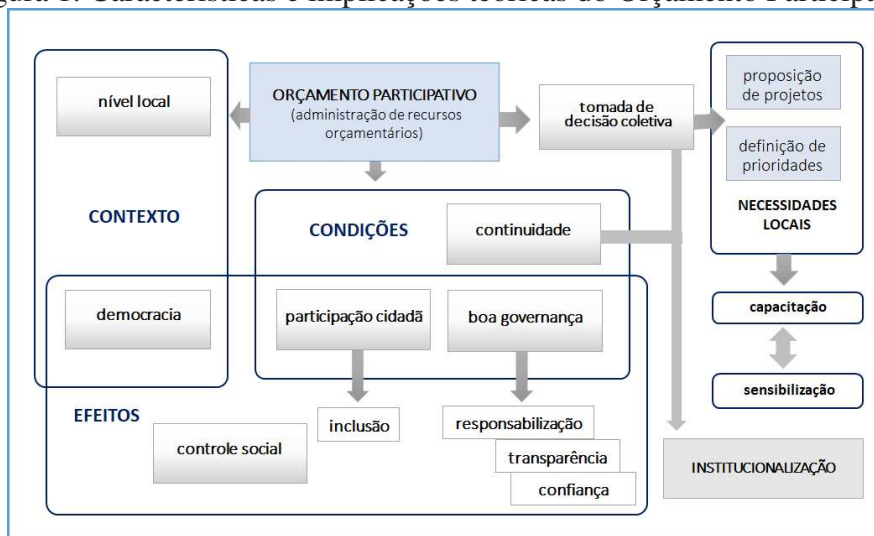 Figura 1: Características e implicações teóricas do Orçamento Participa
nível local
ORÇAMENTO PARTICIPATIVO
(administração de recursos
orçamentários)
tomada de
decisão coletiva
proposição
de projetos
definição de
prioridades
NECESSIDADES
LOCAIS
CONTEXTO
CONDIÇÕES
continuidade
democracia
participação cidadã
boa governança
capacitação
sensibilização
EFEITOS
controle social
inclusão
responsabilização
transparência
confiança
INSTITUCIONALIZAÇÃO